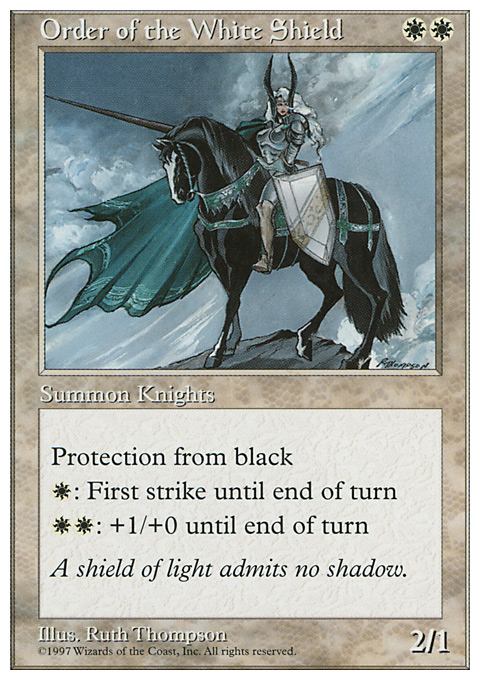 Order of the White Shield
RThompson
Summon Knights
Protection from black
: First strike until end of turn
: +1/+0 until end of turn
A shield of light admits no shadow.
Illus. Ruth Thompson
©1997 Wizards of the Coast, Inc. All rights reserved.
2/1